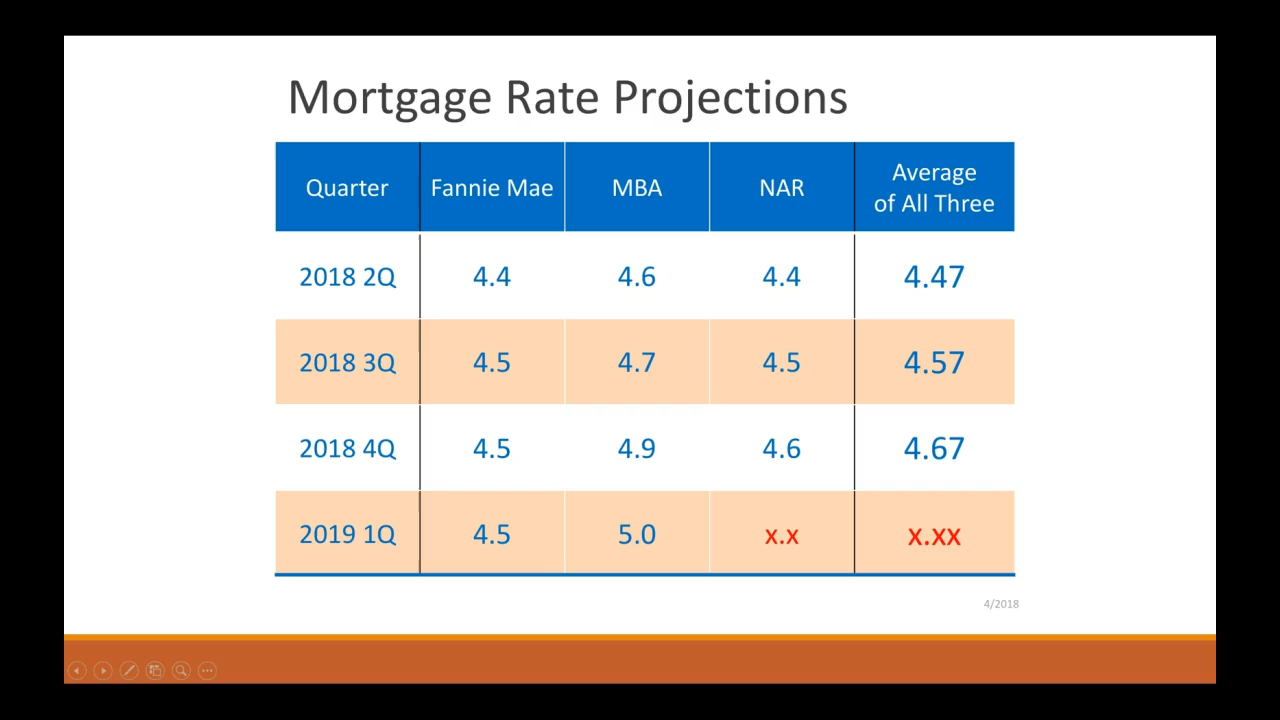 Mortgage Rate Projections
Quarter Fannie Mae MBA NAR Average of All Three
2018 2Q 4.4 4.6 4.4 4.47
2018 3Q 4.5 4.7 4.5 4.57
2018 4Q 4.5 4.9 4.6 4.67
2019 1Q 4.5 5.0 x.x x.xx
4/2018